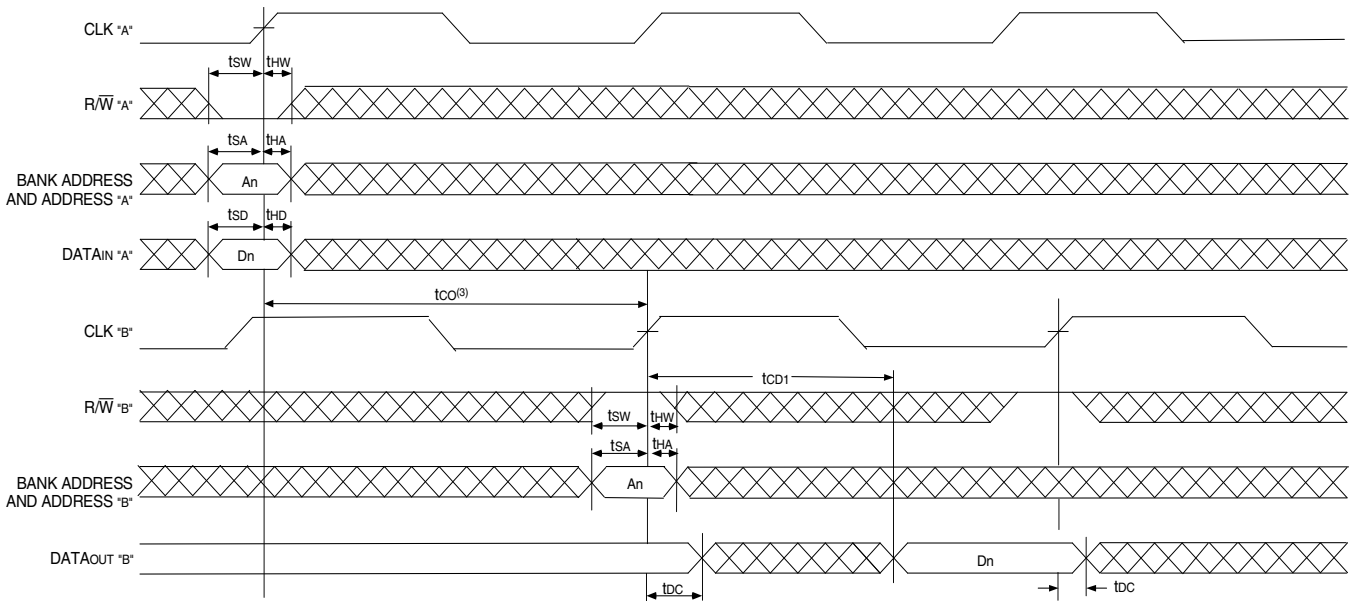 CLK "A"
tSW tHW
R/W̅ "A"
tSA tHA
BANK ADDRESS
AND ADDRESS "A"
An
tSD tHD
DATAIN "A"
Dn
tCO(3)
CLK "B"
tCD1
R/W̅ "B"
tSW tHW
tSA tHA
BANK ADDRESS
AND ADDRESS "B"
An
DATAOUT "B"
Dn
tDC
tDC